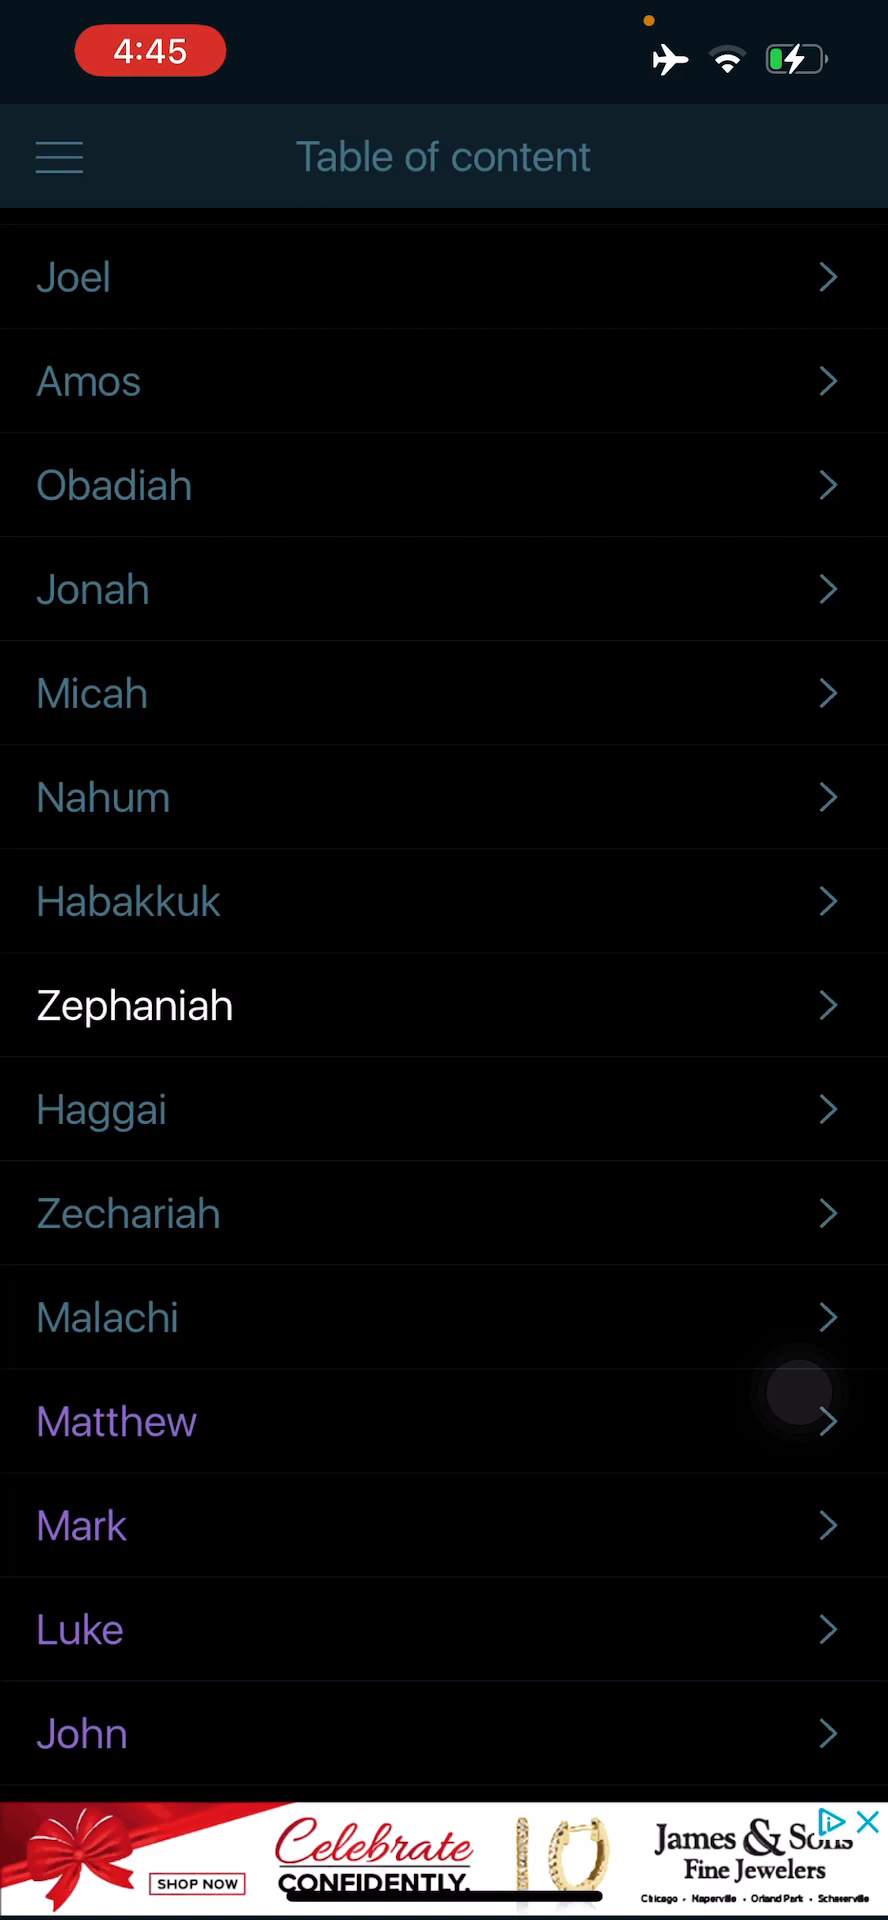 4:45
Table of content
Joel
Amos
Obadiah
Jonah
Micah
Nahum
Habakkuk
Zephaniah
Haggai
Zechariah
Malachi
Matthew
Mark
Luke
John
Celebrate
CONFIDENTLY.
SHOP NOW
James & Sons
Fine Jewelers
Chicago • Naperville • Orland Park • Schererville